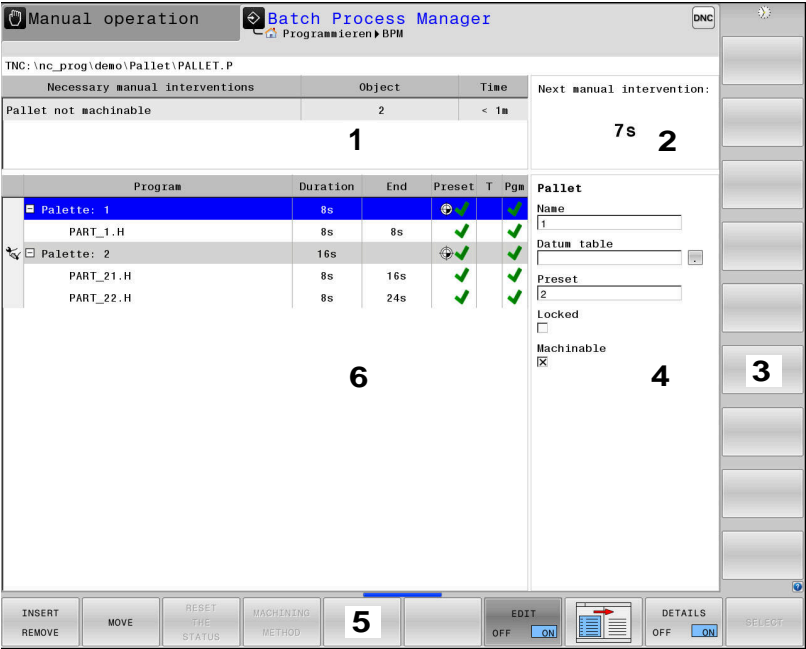 Manual operation
Batch Process Manager
DNC
Programmieren▶BPM
TNC:\nc_prog\demo\Pallet\PALLET.P
Necessary manual interventions Object Time
Next manual intervention:
Pallet not machinable 2 < 1m
7s
1
2
Program Duration End Preset T Pgm
Pallet
Palette: 1 8s
Name
1
PART_1.H 8s 8s
Datum table
Palette: 2 16s
PART_21.H 8s 16s
Preset
2
PART_22.H 8s 24s
Locked
Machinable
6
4
3
INSERT
REMOVE
MOVE
RESET
THE
STATUS
MACHINING
METHOD
5
EDIT
OFF ON
DETAILS
OFF ON
SELECT